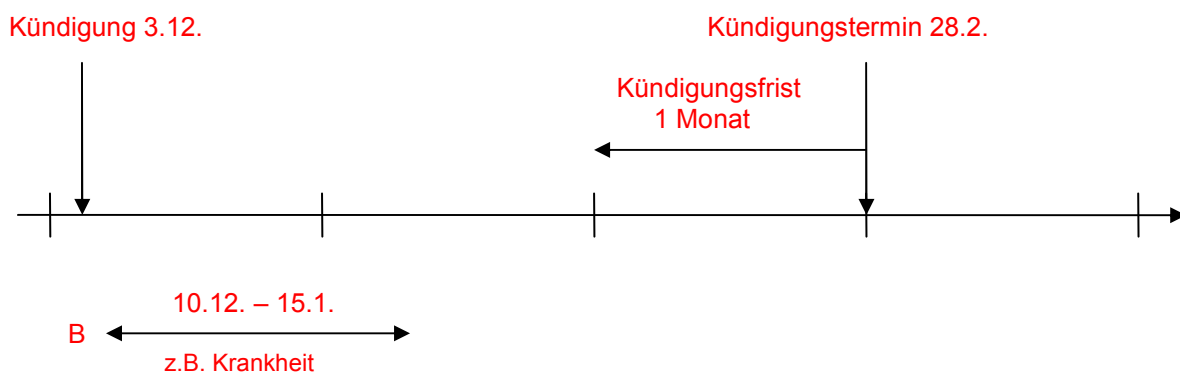 Kündigung 3.12.
Kündigungstermin 28.2.
Kündigungsfrist
1 Monat
10.12. – 15.1.
B
z.B. Krankheit